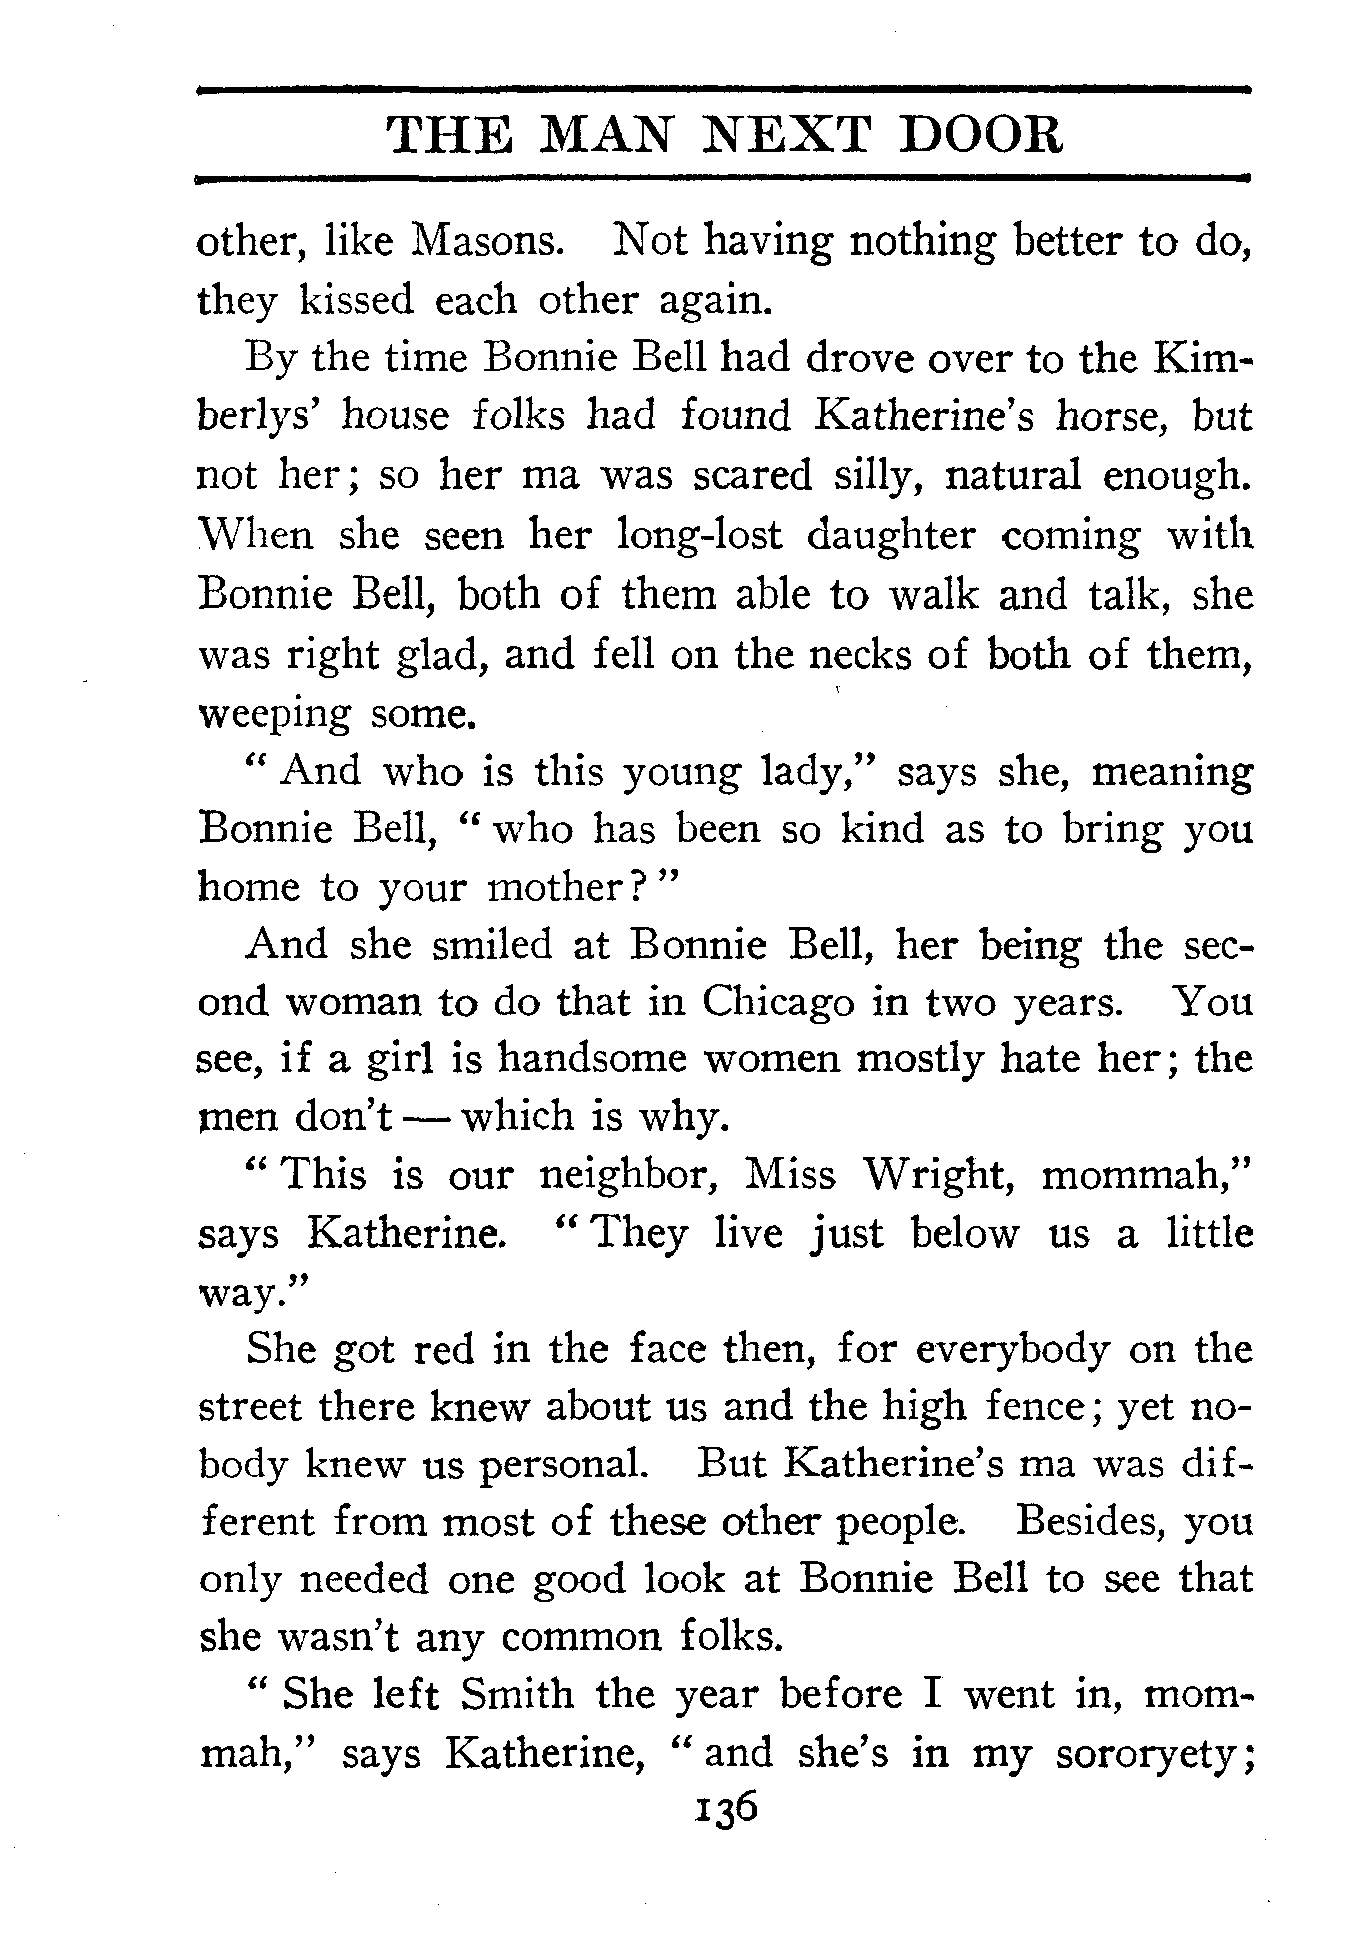 THE MAN NEXT DOOR
other, like Masons. Not having nothing better to do,
they kissed each other again.
By the time Bonnie Bell had drove over to the Kim-
berlys' house folks had found Katherine's horse, but
not her; so her ma was scared silly, natural enough.
When she seen her long-lost daughter coming with
Bonnie Bell, both of them able to walk and talk, she
was right glad, and fell on the necks of both of them,
weeping some.
" And who is this young lady," says she, meaning
Bonnie Bell, " who has been so kind as to bring you
home to your mother? "
And she smiled at Bonnie Bell, her being the sec-
ond woman to do that in Chicago in two years. You
see, if a girl is handsome women mostly hate her; the
men don't — which is why.
" This is our neighbor, Miss Wright, mommah,"
says Katherine. " They live just below us a little
way."
She got red in the face then, for everybody on the
street there knew about us and the high fence; yet no-
body knew us personal. But Katherine's ma was dif-
ferent from most of these other people. Besides, you
only needed one good look at Bonnie Bell to see that
she wasn't any common folks.
" She left Smith the year before I went in, mom-
mah," says Katherine, " and she's in my sororyety;
136